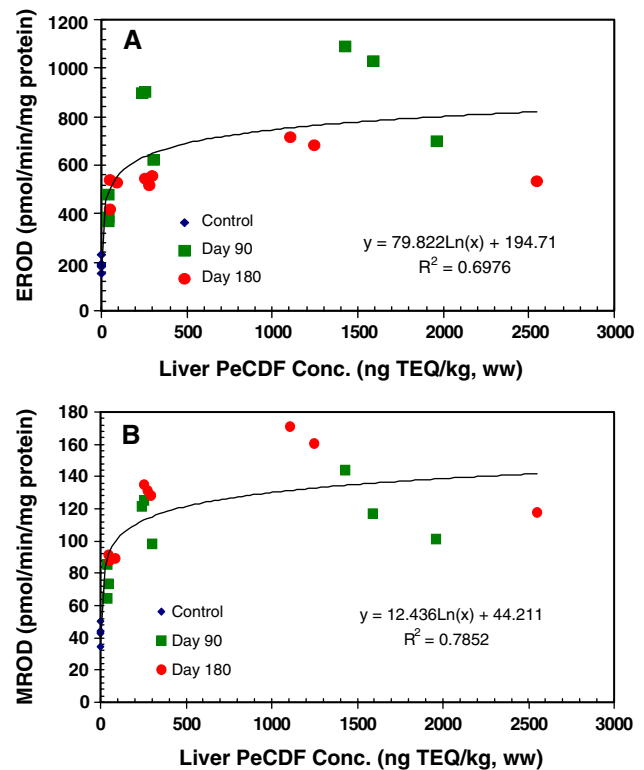 A
EROD (pmol/min/mg protein)
1200
1000
800
600
400
200
0
Control
Day 90
Day 180
y = 79.822Ln(x) + 194.71
R² = 0.6976
0 500 1000 1500 2000 2500 3000
Liver PeCDF Conc. (ng TEQ/kg, ww)
B
MROD (pmol/min/mg protein)
180
160
140
120
100
80
60
40
20
0
Control
Day 90
Day 180
y = 12.436Ln(x) + 44.211
R² = 0.7852
0 500 1000 1500 2000 2500 3000
Liver PeCDF Conc. (ng TEQ/kg, ww)